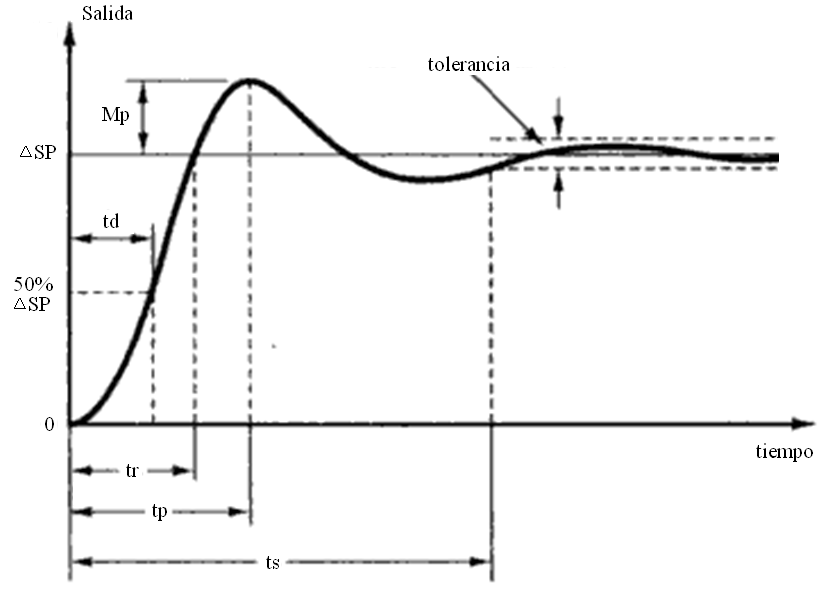 Salida
tolerancia
Mp
△SP
td
50%
△SP
0
tiempo
tr
tp
ts